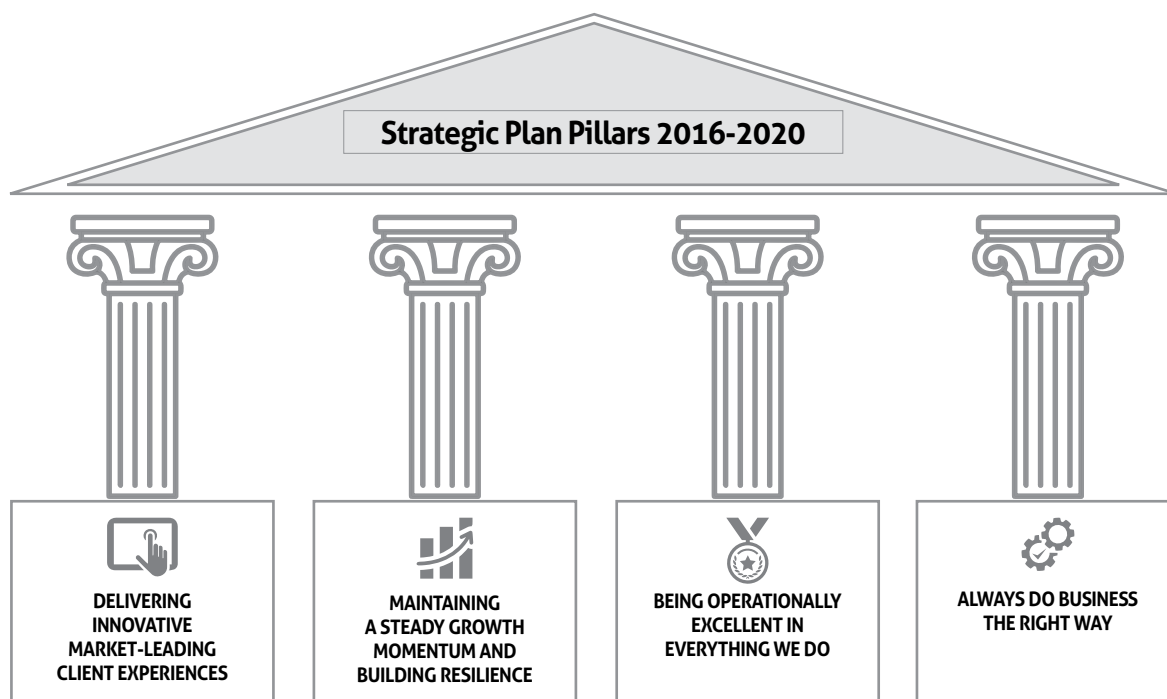 Strategic Plan Pillars 2016-2020
DELIVERING
INNOVATIVE
MARKET-LEADING
CLIENT EXPERIENCES
MAINTAINING
A STEADY GROWTH
MOMENTUM AND
BUILDING RESILIENCE
BEING OPERATIONALLY
EXCELLENT IN
EVERYTHING WE DO
ALWAYS DO BUSINESS
THE RIGHT WAY